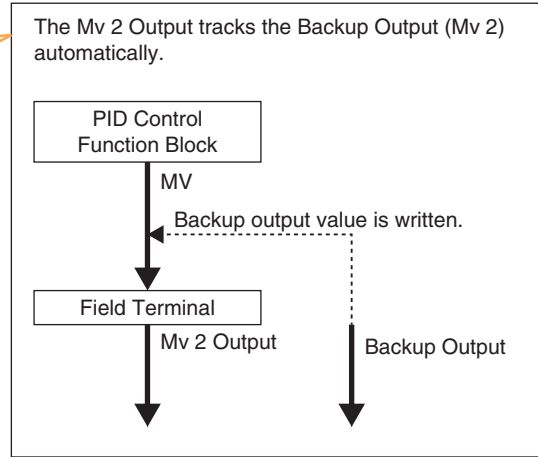 The Mv 2 Output tracks the Backup Output (Mv 2)
automatically.
PID Control
Function Block
MV
Backup output value is written.
Field Terminal
Mv 2 Output
Backup Output